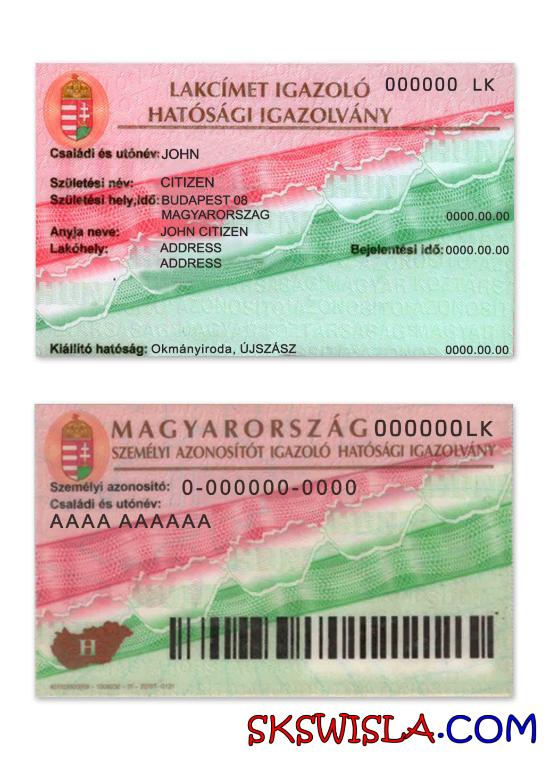 LAKCÍMET IGAZOLÓ 000000 LK
HATÓSÁGI IGAZOLVÁNY
Családi és utónév: JOHN
Születési név: CITIZEN
Születési hely,idő: BUDAPEST 08
MAGYARORSZAG 0000.00.00
Anyja neve: JOHN CITIZEN
Lakóhely: ADDRESS Bejelentési idő: 0000.00.00
ADDRESS
Kiállító hatóság: Okmányiroda, ÚJSZÁSZ 0000.00.00
MAGYARORSZÁG 000000LK
SZEMÉLYI AZONOSÍTÓT IGAZOLÓ HATÓSÁGI IGAZOLVÁNY
Személyi azonosító: 0-000000-0000
Családi és utónév:
AAAA AAAAAA
H
SKSWISLA.COM